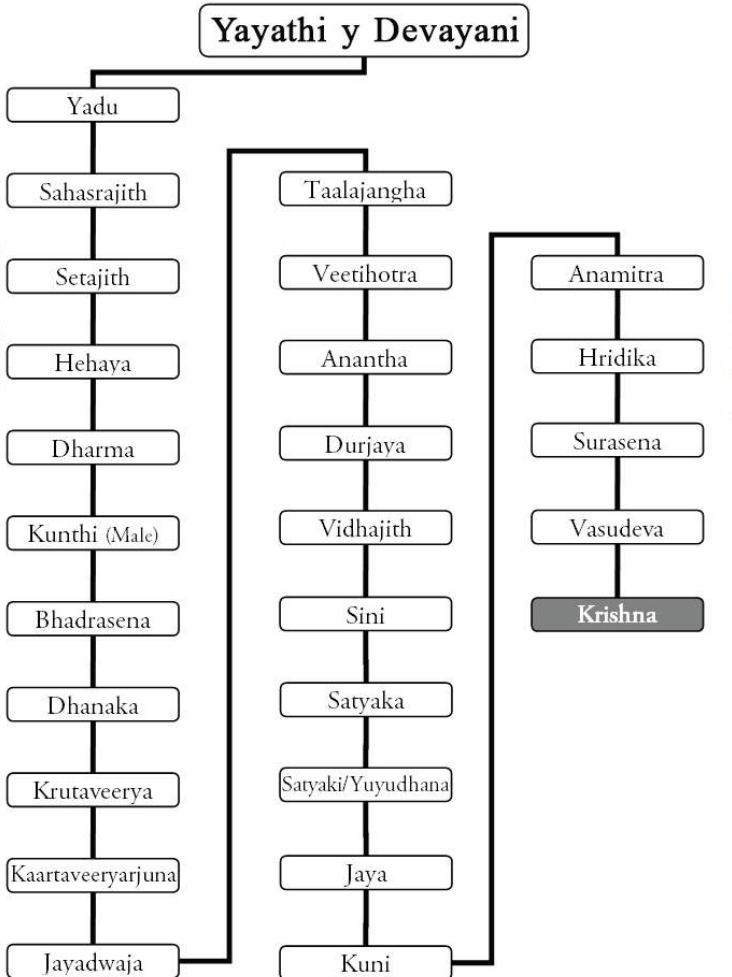 Yayathi y Devayani
Yadu
Sahasrajith
Setajith
Hehaya
Dharma
Kunthi (Male)
Bhadrasena
Dhanaka
Krutaveerya
Kaartaveeryarjuna
Jayadwaja
Taalajangha
Veetihotra
Anantha
Durjaya
Vidhajith
Sini
Satyaka
Satyaki/Yuyudhana
Jaya
Kuni
Anamitra
Hridika
Surasena
Vasudeva
Krishna